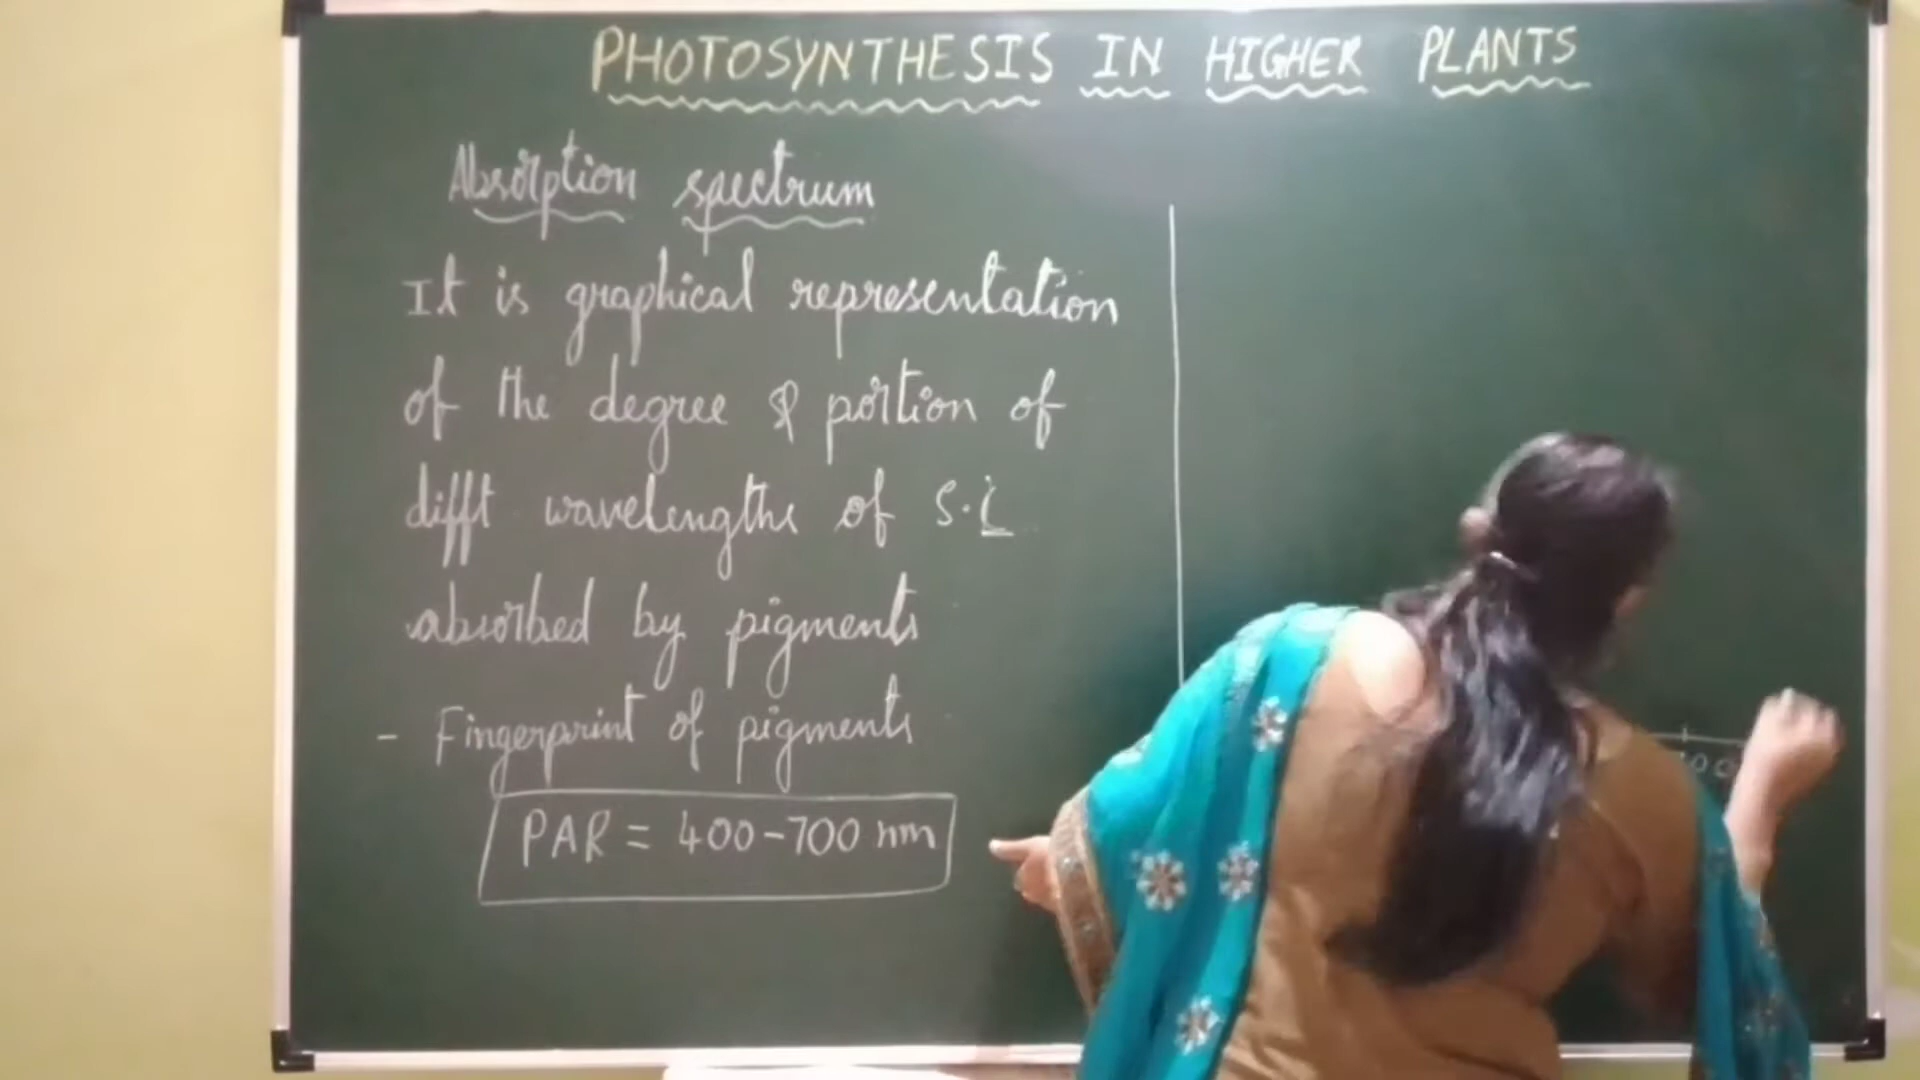 PHOTOSYNTHESIS IN HIGHER PLANTS
Absorption spectrum
It is graphical representation
of the degree & portion of
difft wavelengths of S.L
absorbed by pigments
- Fingerprint of pigments
PAR = 400-700 nm